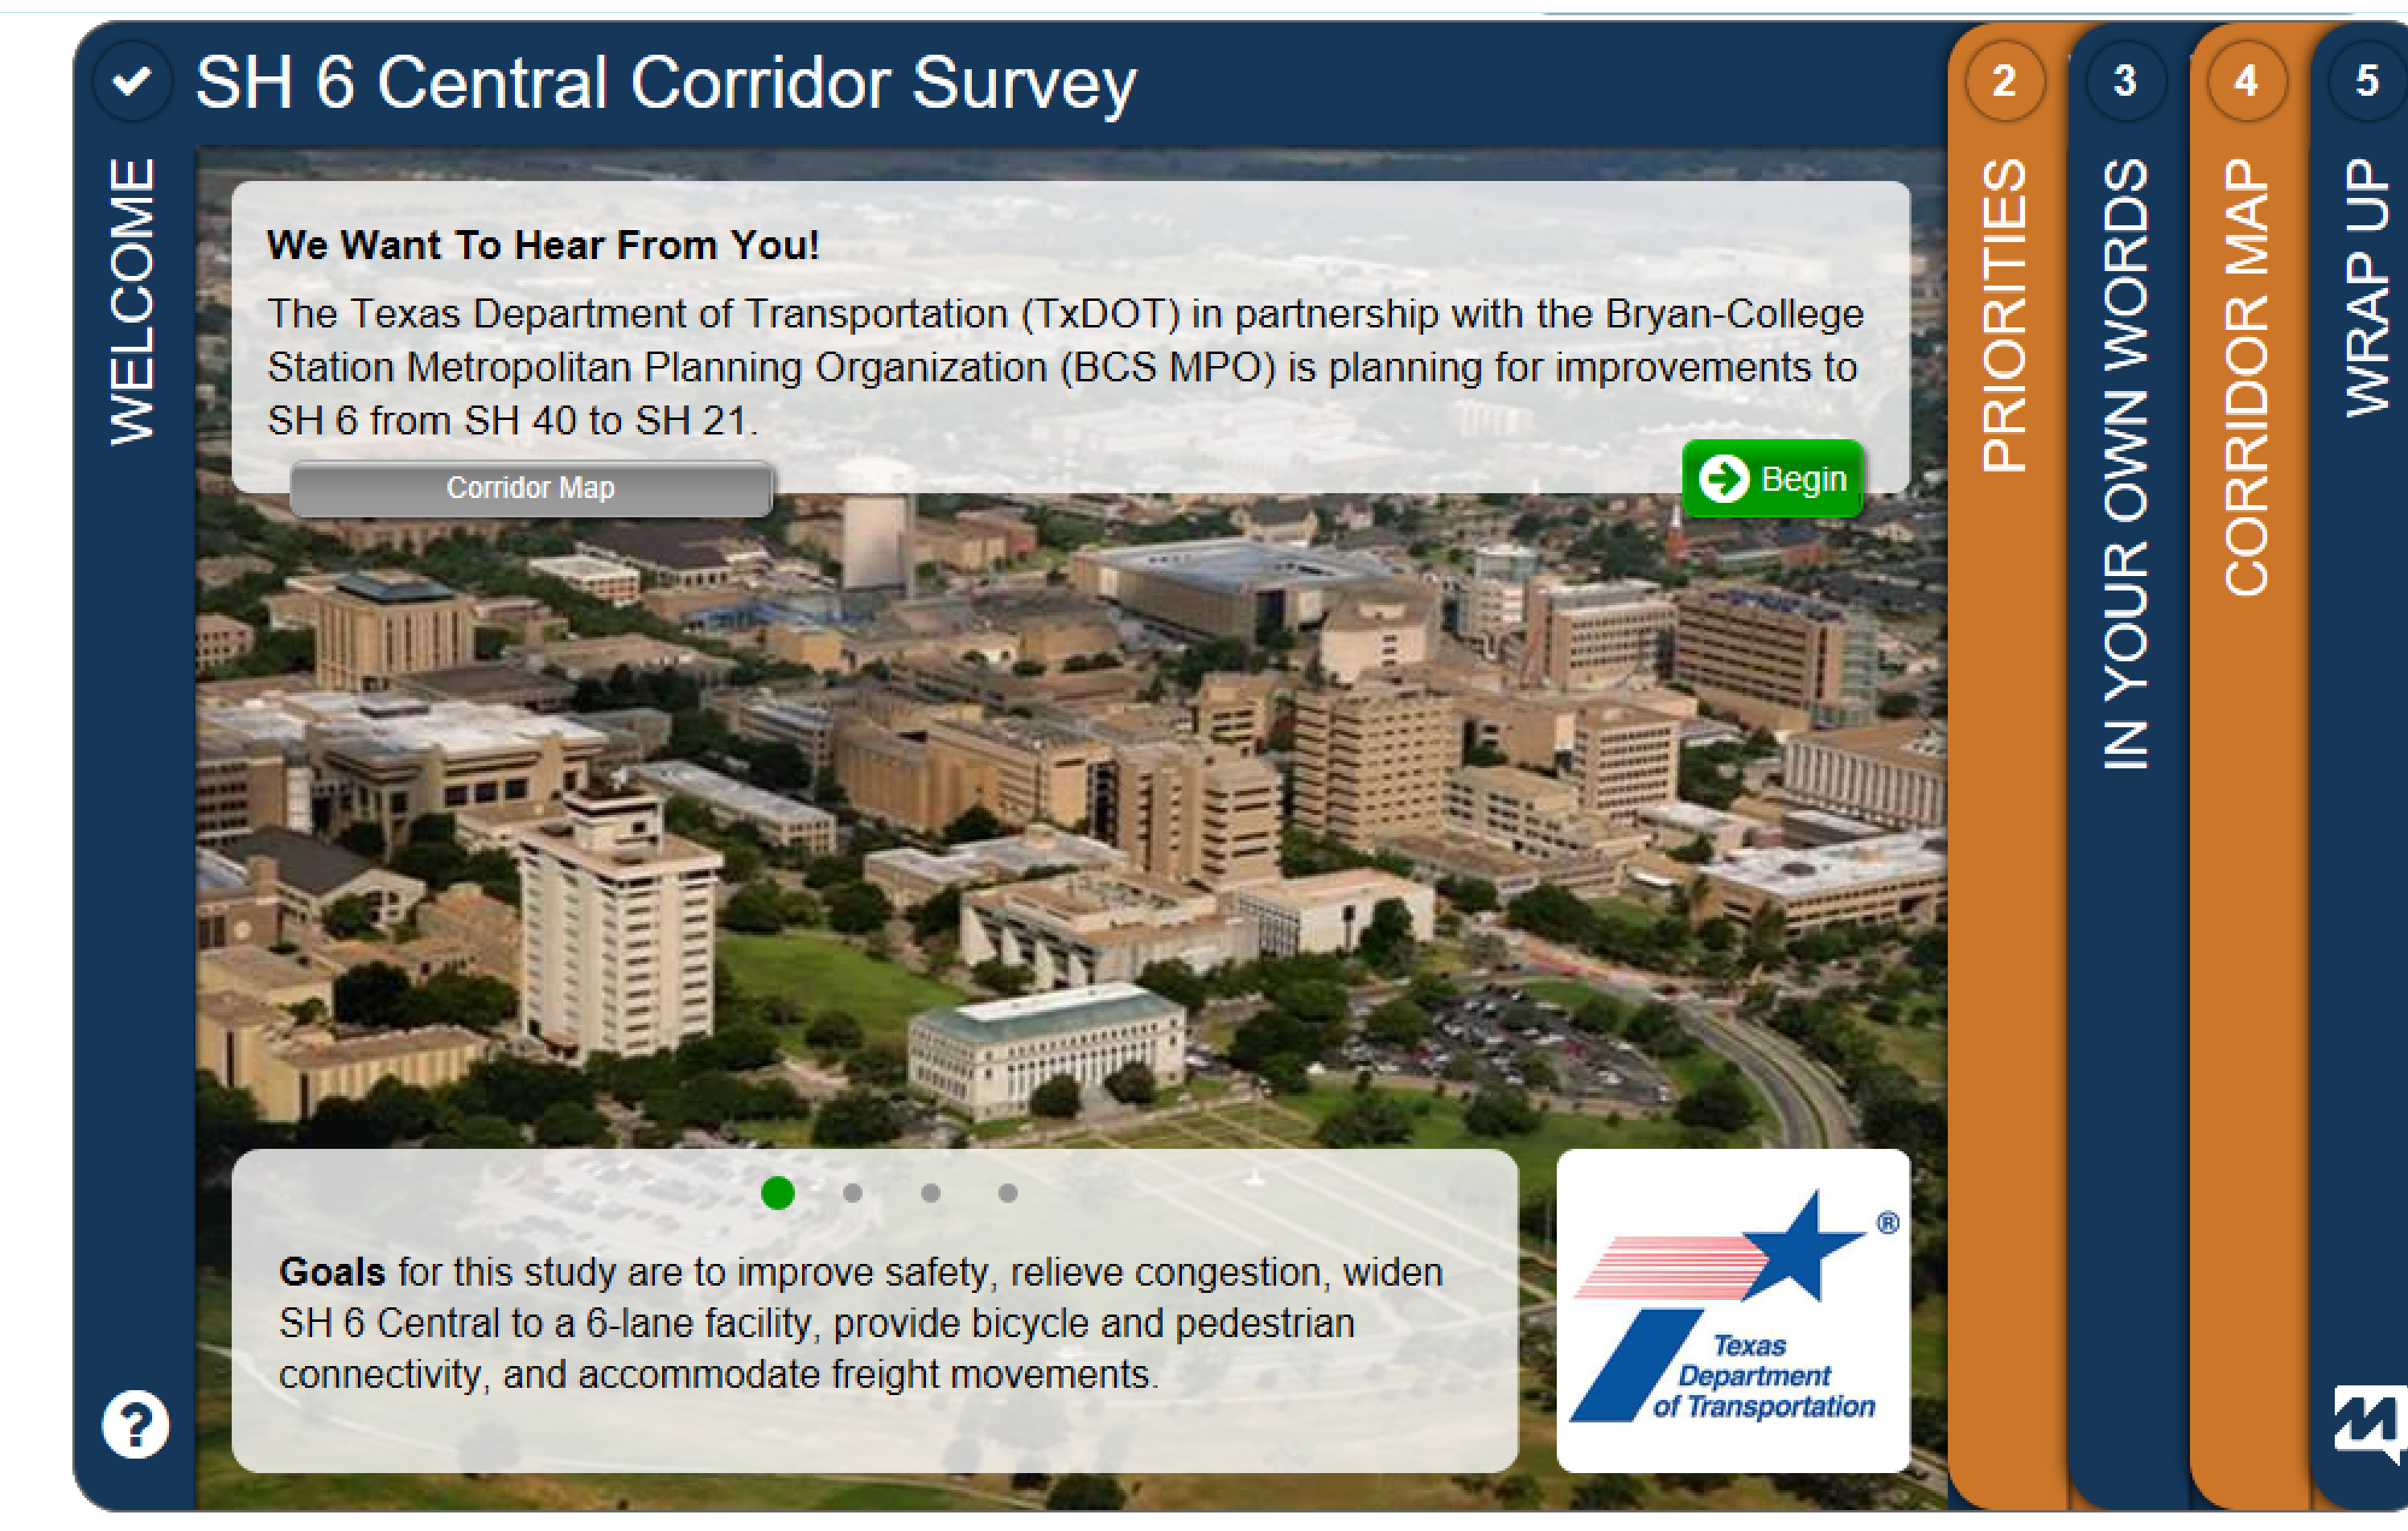 SH 6 Central Corridor Survey
WELCOME
We Want To Hear From You!
The Texas Department of Transportation (TxDOT) in partnership with the Bryan-College
Station Metropolitan Planning Organization (BCS MPO) is planning for improvements to
SH 6 from SH 40 to SH 21.
Corridor Map
Begin
Goals for this study are to improve safety, relieve congestion, widen
SH 6 Central to a 6-lane facility, provide bicycle and pedestrian
connectivity, and accommodate freight movements.
®
Texas
Department
of Transportation
?
2
PRIORITIES
3
IN YOUR OWN WORDS
4
CORRIDOR MAP
5
WRAP UP